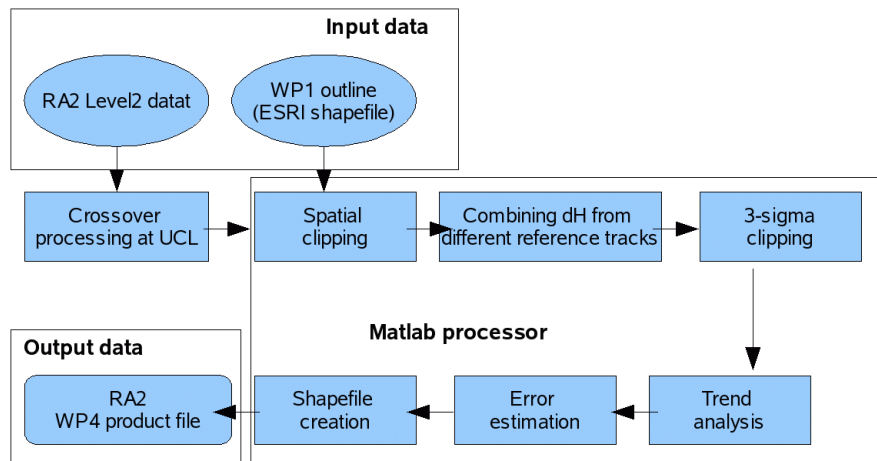 Input data
RA2 Level2 datat
WP1 outline
(ESRI shapefile)
Crossover
processing at UCL
Spatial
clipping
Combining dH from
different reference tracks
3-sigma
clipping
Matlab processor
Output data
RA2
WP4 product file
Shapefile
creation
Error
estimation
Trend
analysis